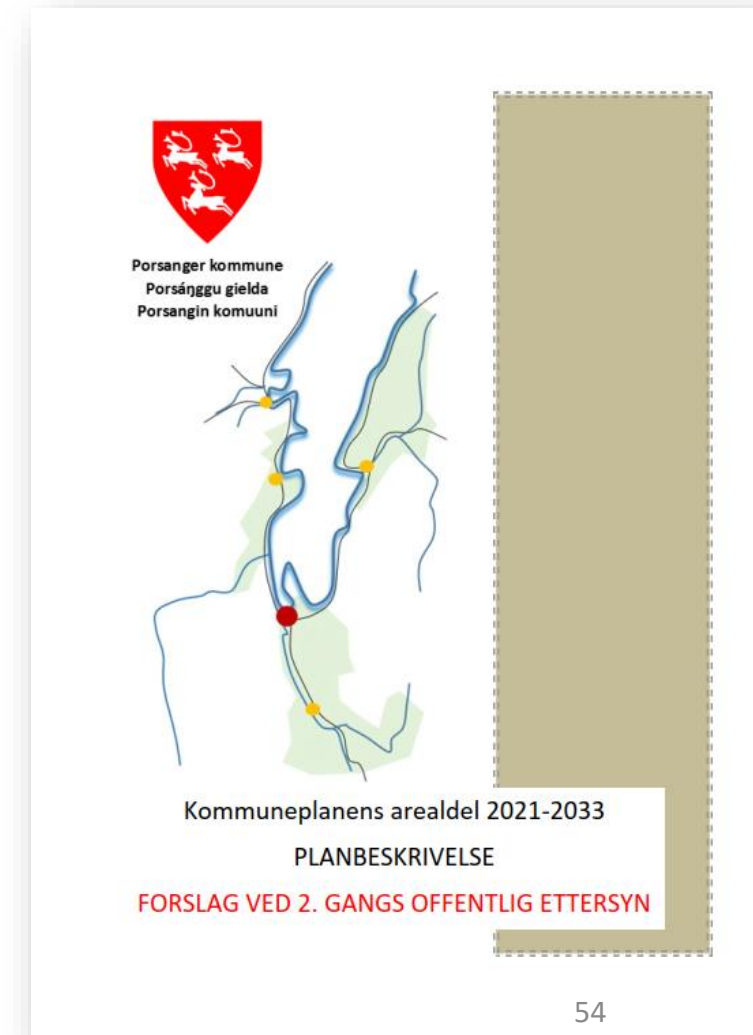 Porsanger kommune
Porsáŋggu gielda
Porsangin komuuni
Kommuneplanens arealdel 2021-2033
PLANBESKRIVELSE
FORSLAG VED 2. GANGS OFFENTLIG ETTERSYN
54